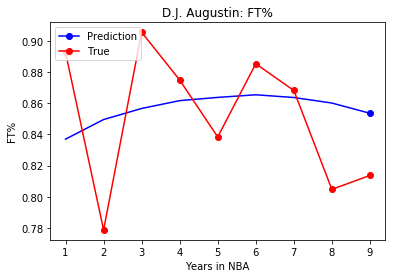 D.J. Augustin: FT%
Prediction
True
FT%
0.90
0.88
0.86
0.84
0.82
0.80
0.78
1 2 3 4 5 6 7 8 9
Years in NBA